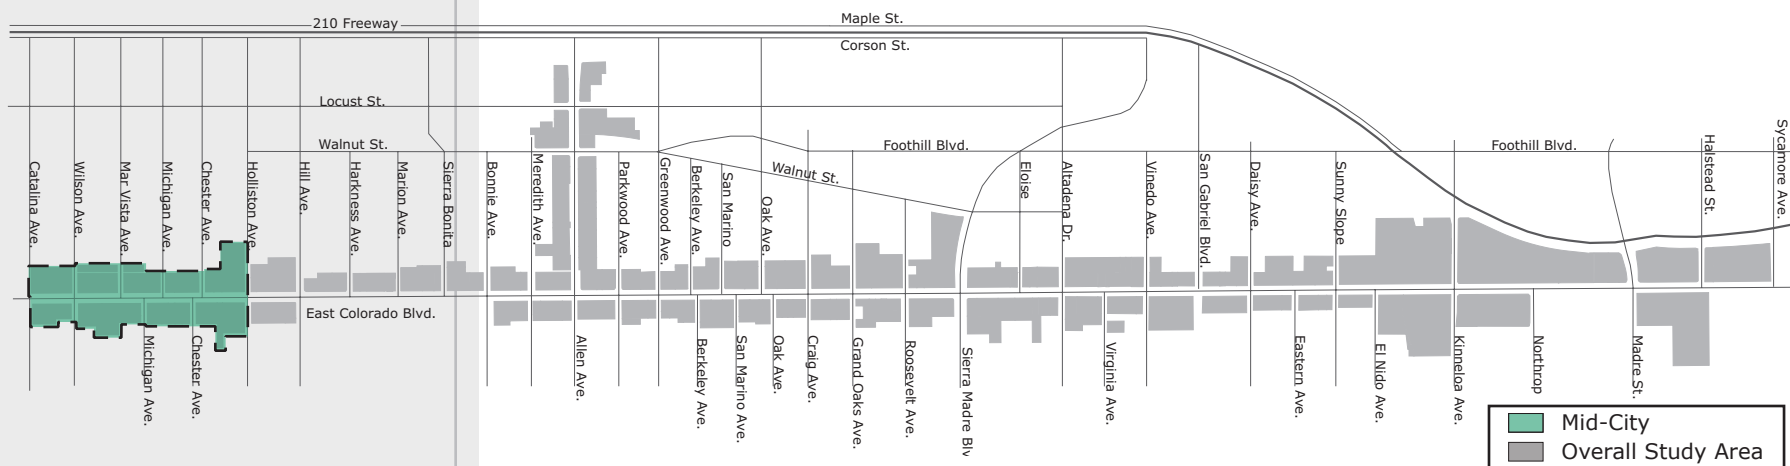 210 Freeway
Maple St.
Corson St.
Locust St.
Walnut St.
Foothill Blvd.
Foothill Blvd.
Walnut St.
Catalina Ave.
Wilson Ave.
Mar Vista Ave.
Michigan Ave.
Chester Ave.
Holliston Ave.
Hill Ave.
Harkness Ave.
Marion Ave.
Sierra Bonita
Bonnie Ave.
Meredith Ave.
Parkwood Ave.
Greenwood Ave.
Berkeley Ave.
San Marino
Oak Ave.
Eloise
Altadena Dr.
Vinedo Ave.
San Gabriel Blvd.
Daisy Ave.
Sunny Slope
Halstead St.
Sycamore Ave.
East Colorado Blvd.
Michigan Ave.
Chester Ave.
Allen Ave.
Berkeley Ave.
San Marino Ave.
Oak Ave.
Craig Ave.
Grand Oaks Ave.
Roosevelt Ave.
Sierra Madre Blv
Virginia Ave.
Eastern Ave.
El Nido Ave.
Kinneloa Ave.
Northrop
Madre St.
Mid-City
Overall Study Area